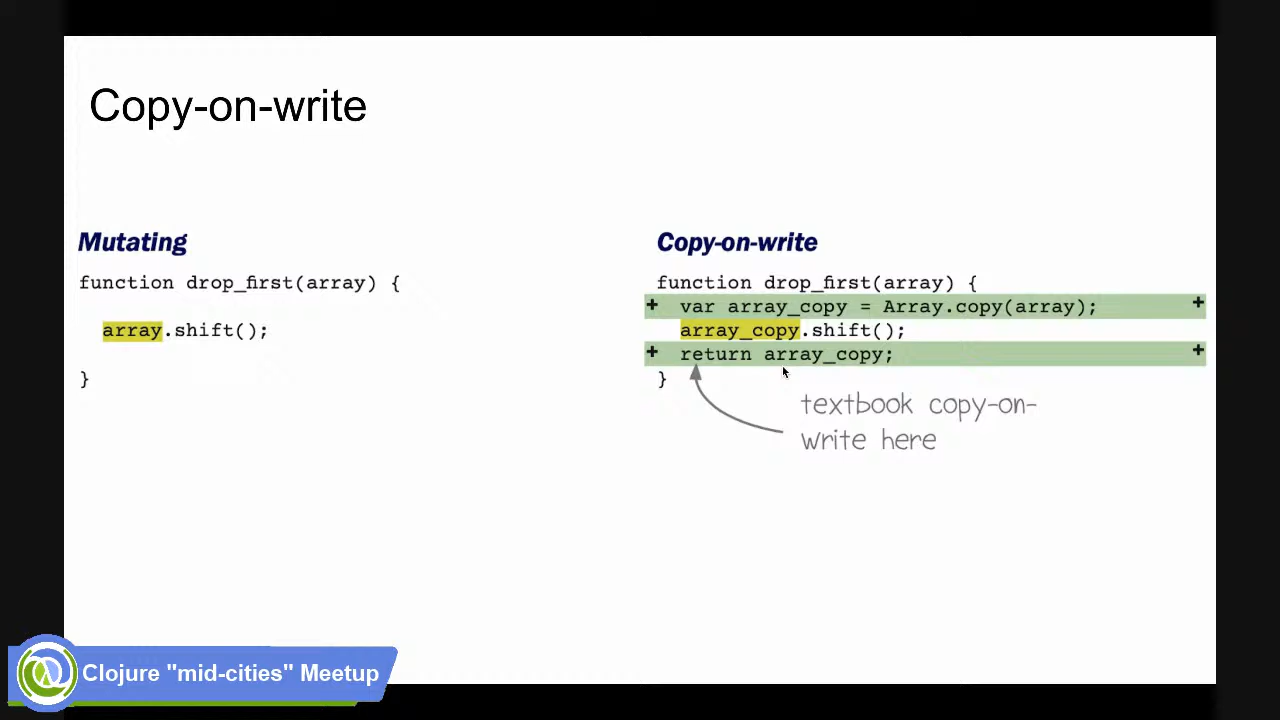 Copy-on-write
Mutating
function drop_first(array) {
array.shift();
}
Copy-on-write
function drop_first(array) {
+ var array_copy = Array.copy(array); +
array_copy.shift();
+ return array_copy; +
}
textbook copy-on-
write here
Clojure "mid-cities" Meetup